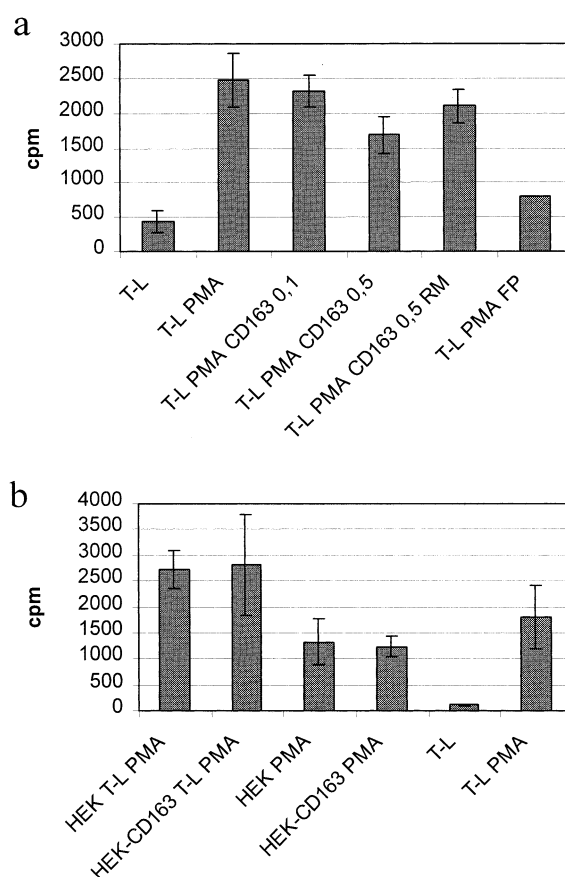 a
3000
2500
2000
1500
1000
500
0
cpm
T-L
T-L PMA
T-L PMA CD163 0,1
T-L PMA CD163 0,5
T-L PMA CD163 0,5 RM
T-L PMA FP
b
4000
3500
3000
2500
2000
1500
1000
500
0
cpm
HEK T-L PMA
HEK-CD163 T-L PMA
HEK PMA
HEK-CD163 PMA
T-L
T-L PMA